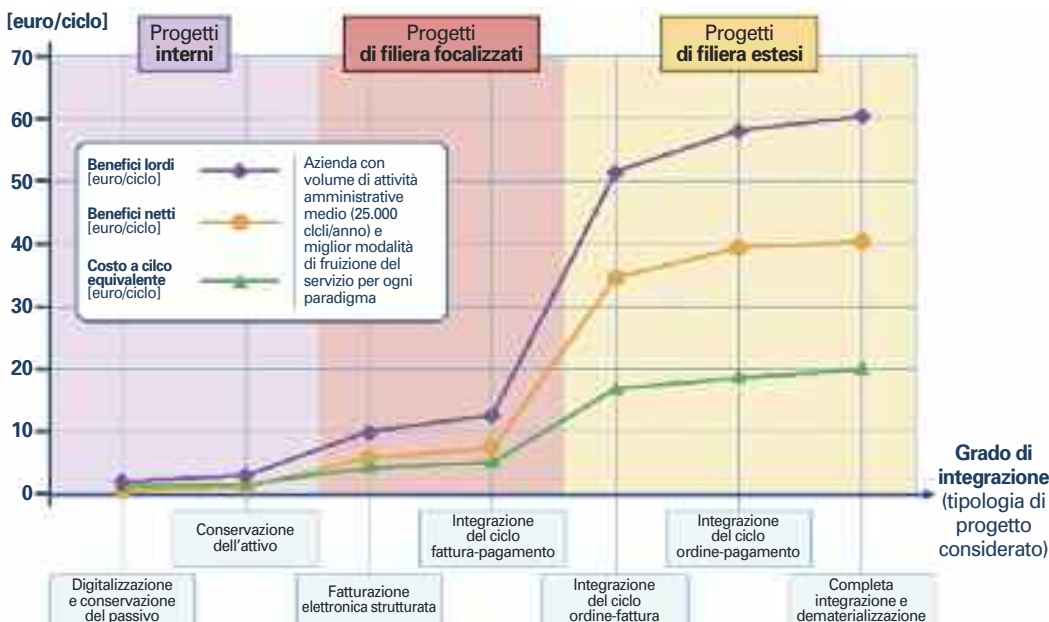 [euro/ciclo]
Progetti
interni
Progetti
di filiera focalizzati
Progetti
di filiera estesi
70
60
50
40
30
20
10
0
Benefici lordi
[euro/ciclo]
Benefici netti
[euro/ciclo]
Costo a cilco
equivalente
[euro/ciclo]
Azienda con
volume di attività
amministrative
medio (25.000
clcli/anno) e
miglior modalità
di fruizione del
servizio per ogni
paradigma
Grado di
integrazione
(tipologia di
progetto
considerato)
Digitalizzazione
e conservazione
del passivo
Conservazione
dell'attivo
Fatturazione
elettronica strutturata
Integrazione
del ciclo
fattura-pagamento
Integrazione
del ciclo
ordine-fattura
Integrazione
del ciclo
ordine-pagamento
Completa
integrazione e
dematerializzazione